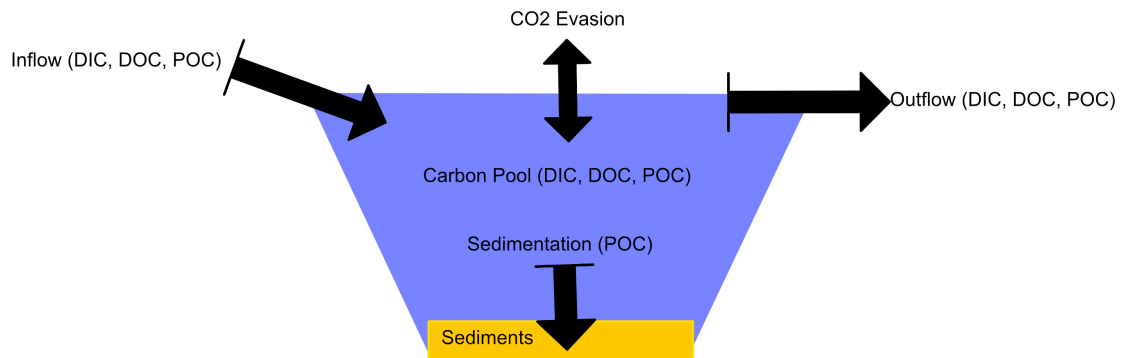 CO2 Evasion
Inflow (DIC, DOC, POC)
Outflow (DIC, DOC, POC)
Carbon Pool (DIC, DOC, POC)
Sedimentation (POC)
Sediments